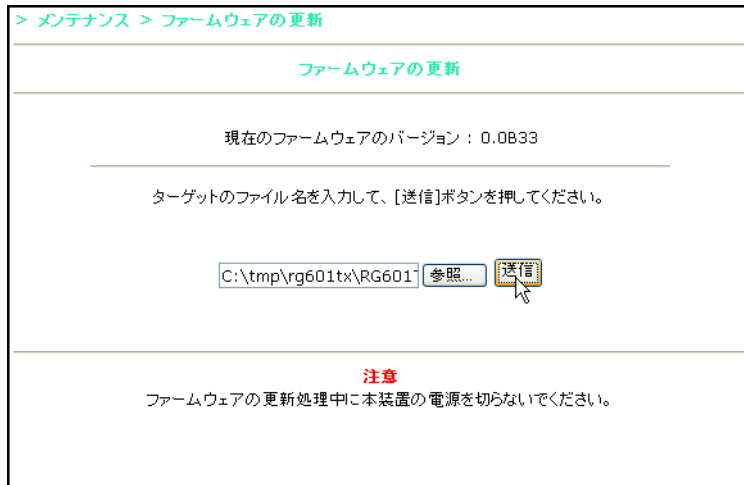 > メンテナンス > ファームウェアの更新
ファームウェアの更新
現在のファームウェアのバージョン : 0.0B33
ターゲットのファイル名を入力して、[送信]ボタンを押してください。
C:\tmp\rg601tx\RG601 参照... 送信
注意
ファームウェアの更新処理中に本装置の電源を切らないでください。